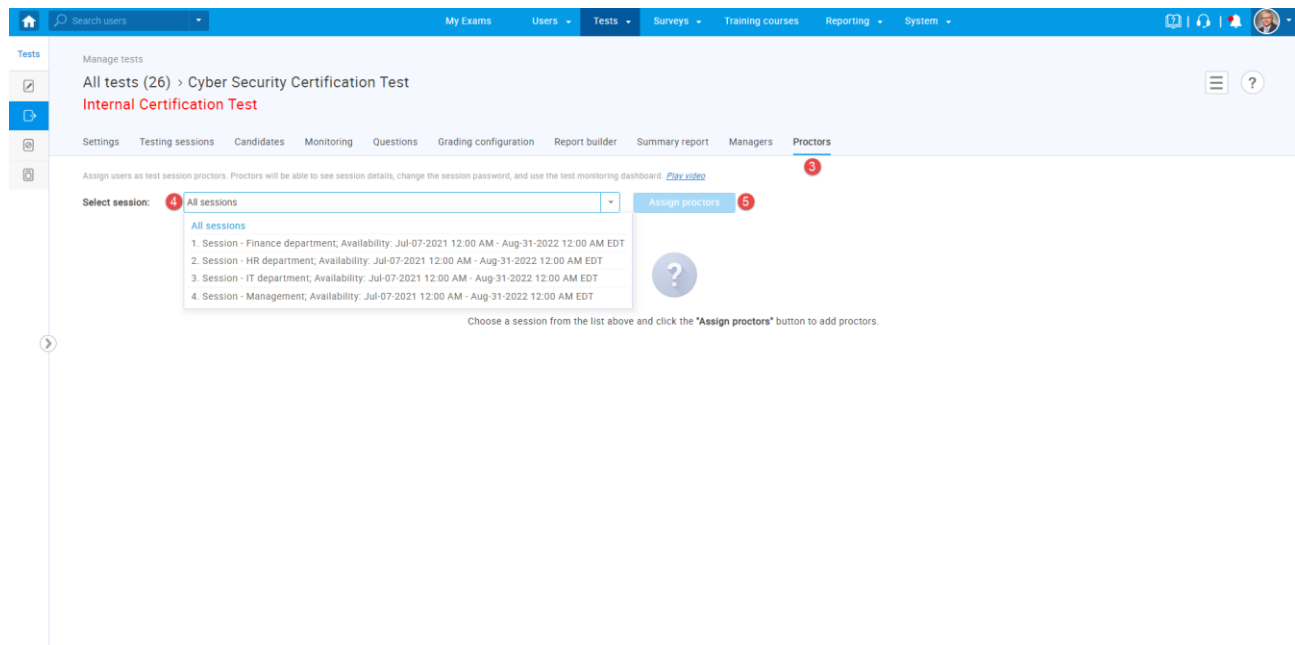 Search users My Exams Users Tests Surveys Training courses Reporting System
Tests
Manage tests
All tests (26) › Cyber Security Certification Test
Internal Certification Test
?
Settings Testing sessions Candidates Monitoring Questions Grading configuration Report builder Summary report Managers Proctors
3
Assign users as test session proctors. Proctors will be able to see session details, change the session password, and use the test monitoring dashboard. Play video
Select session: 4 All sessions Assign proctors 5
All sessions
1. Session - Finance department; Availability: Jul-07-2021 12:00 AM - Aug-31-2022 12:00 AM EDT
2. Session - HR department; Availability: Jul-07-2021 12:00 AM - Aug-31-2022 12:00 AM EDT
3. Session - IT department; Availability: Jul-07-2021 12:00 AM - Aug-31-2022 12:00 AM EDT
4. Session - Management; Availability: Jul-07-2021 12:00 AM - Aug-31-2022 12:00 AM EDT
?
Choose a session from the list above and click the "Assign proctors" button to add proctors.